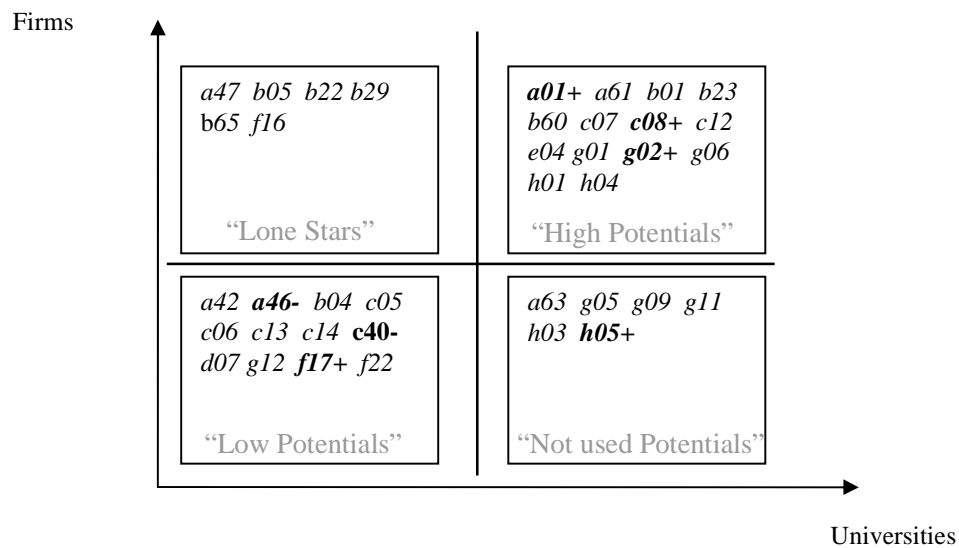 Firms
a47 b05 b22 b29
b65 f16
“Lone Stars”
a01+ a61 b01 b23
b60 c07 c08+ c12
e04 g01 g02+ g06
h01 h04
“High Potentials”
a42 a46- b04 c05
c06 c13 c14 c40-
d07 g12 f17+ f22
“Low Potentials”
a63 g05 g09 g11
h03 h05+
“Not used Potentials”
Universities